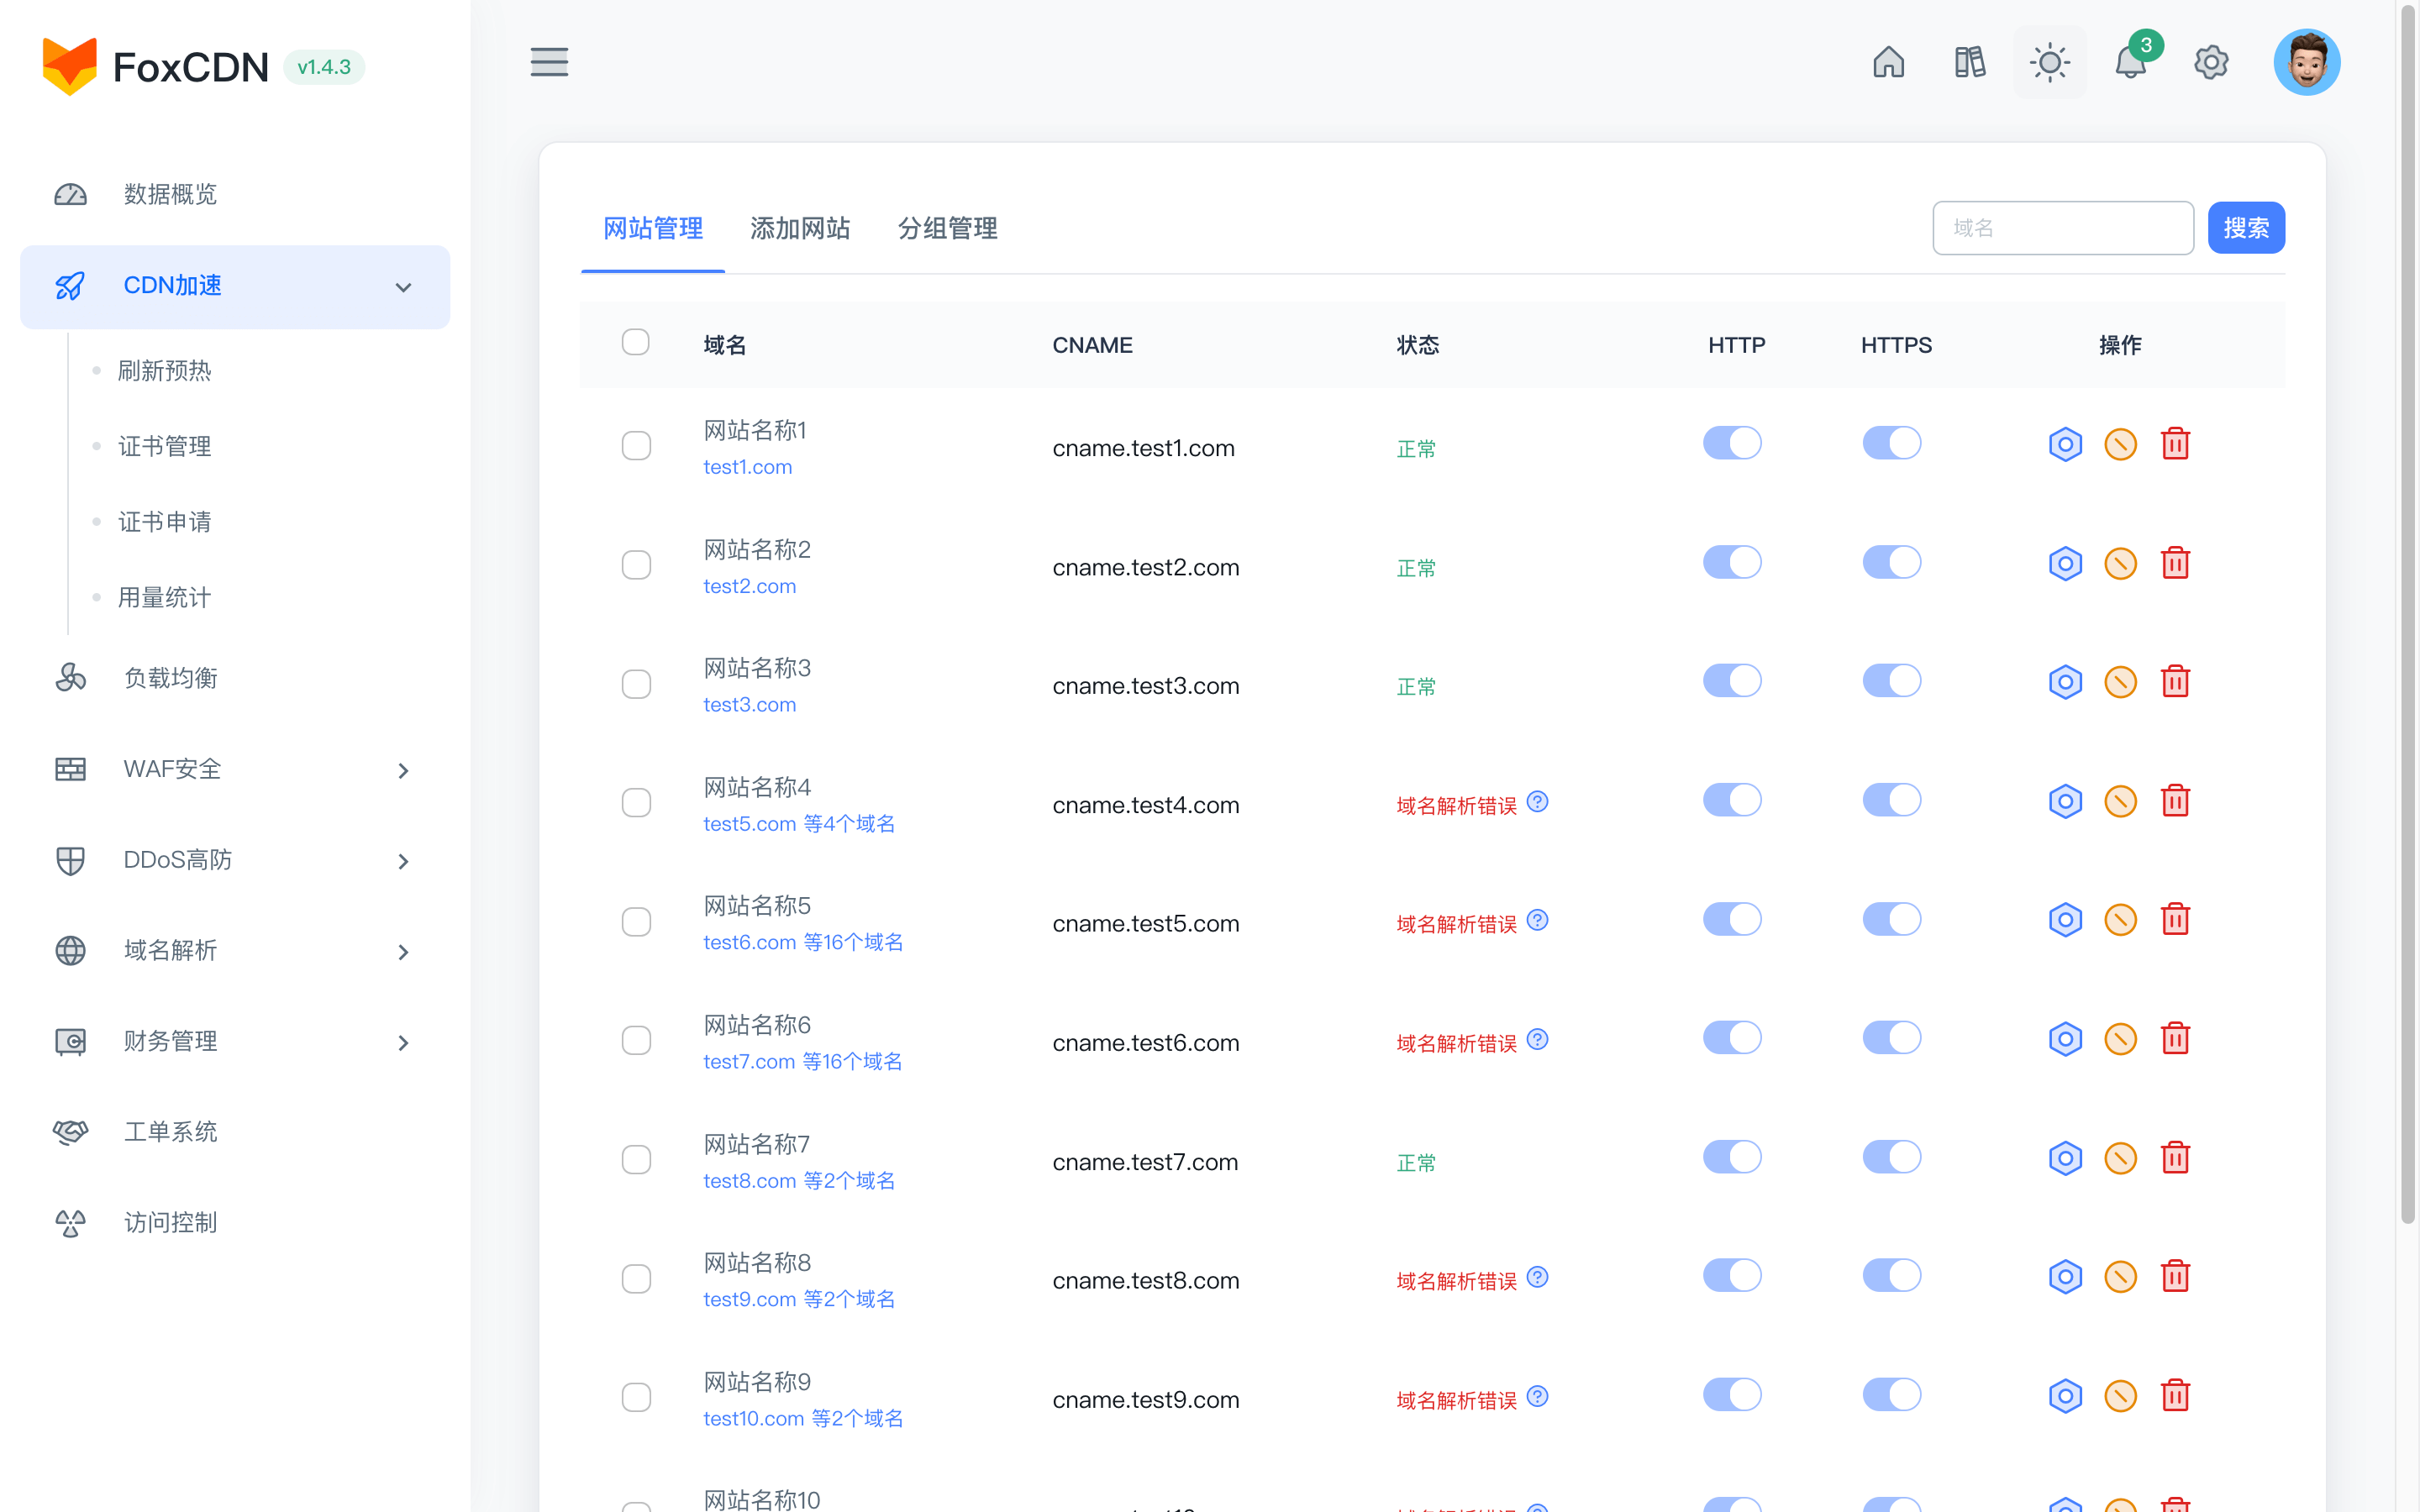 FoxCDN v1.4.3
3
数据概览
CDN加速
刷新预热
证书管理
证书申请
用量统计
负载均衡
WAF安全
DDoS高防
域名解析
财务管理
工单系统
访问控制
网站管理 添加网站 分组管理 域名 搜索
域名 CNAME 状态 HTTP HTTPS 操作
网站名称1
test1.com
cname.test1.com 正常
网站名称2
test2.com
cname.test2.com 正常
网站名称3
test3.com
cname.test3.com 正常
网站名称4
test5.com 等4个域名
cname.test4.com 域名解析错误
网站名称5
test6.com 等16个域名
cname.test5.com 域名解析错误
网站名称6
test7.com 等16个域名
cname.test6.com 域名解析错误
网站名称7
test8.com 等2个域名
cname.test7.com 正常
网站名称8
test9.com 等2个域名
cname.test8.com 域名解析错误
网站名称9
test10.com 等2个域名
cname.test9.com 域名解析错误
网站名称10